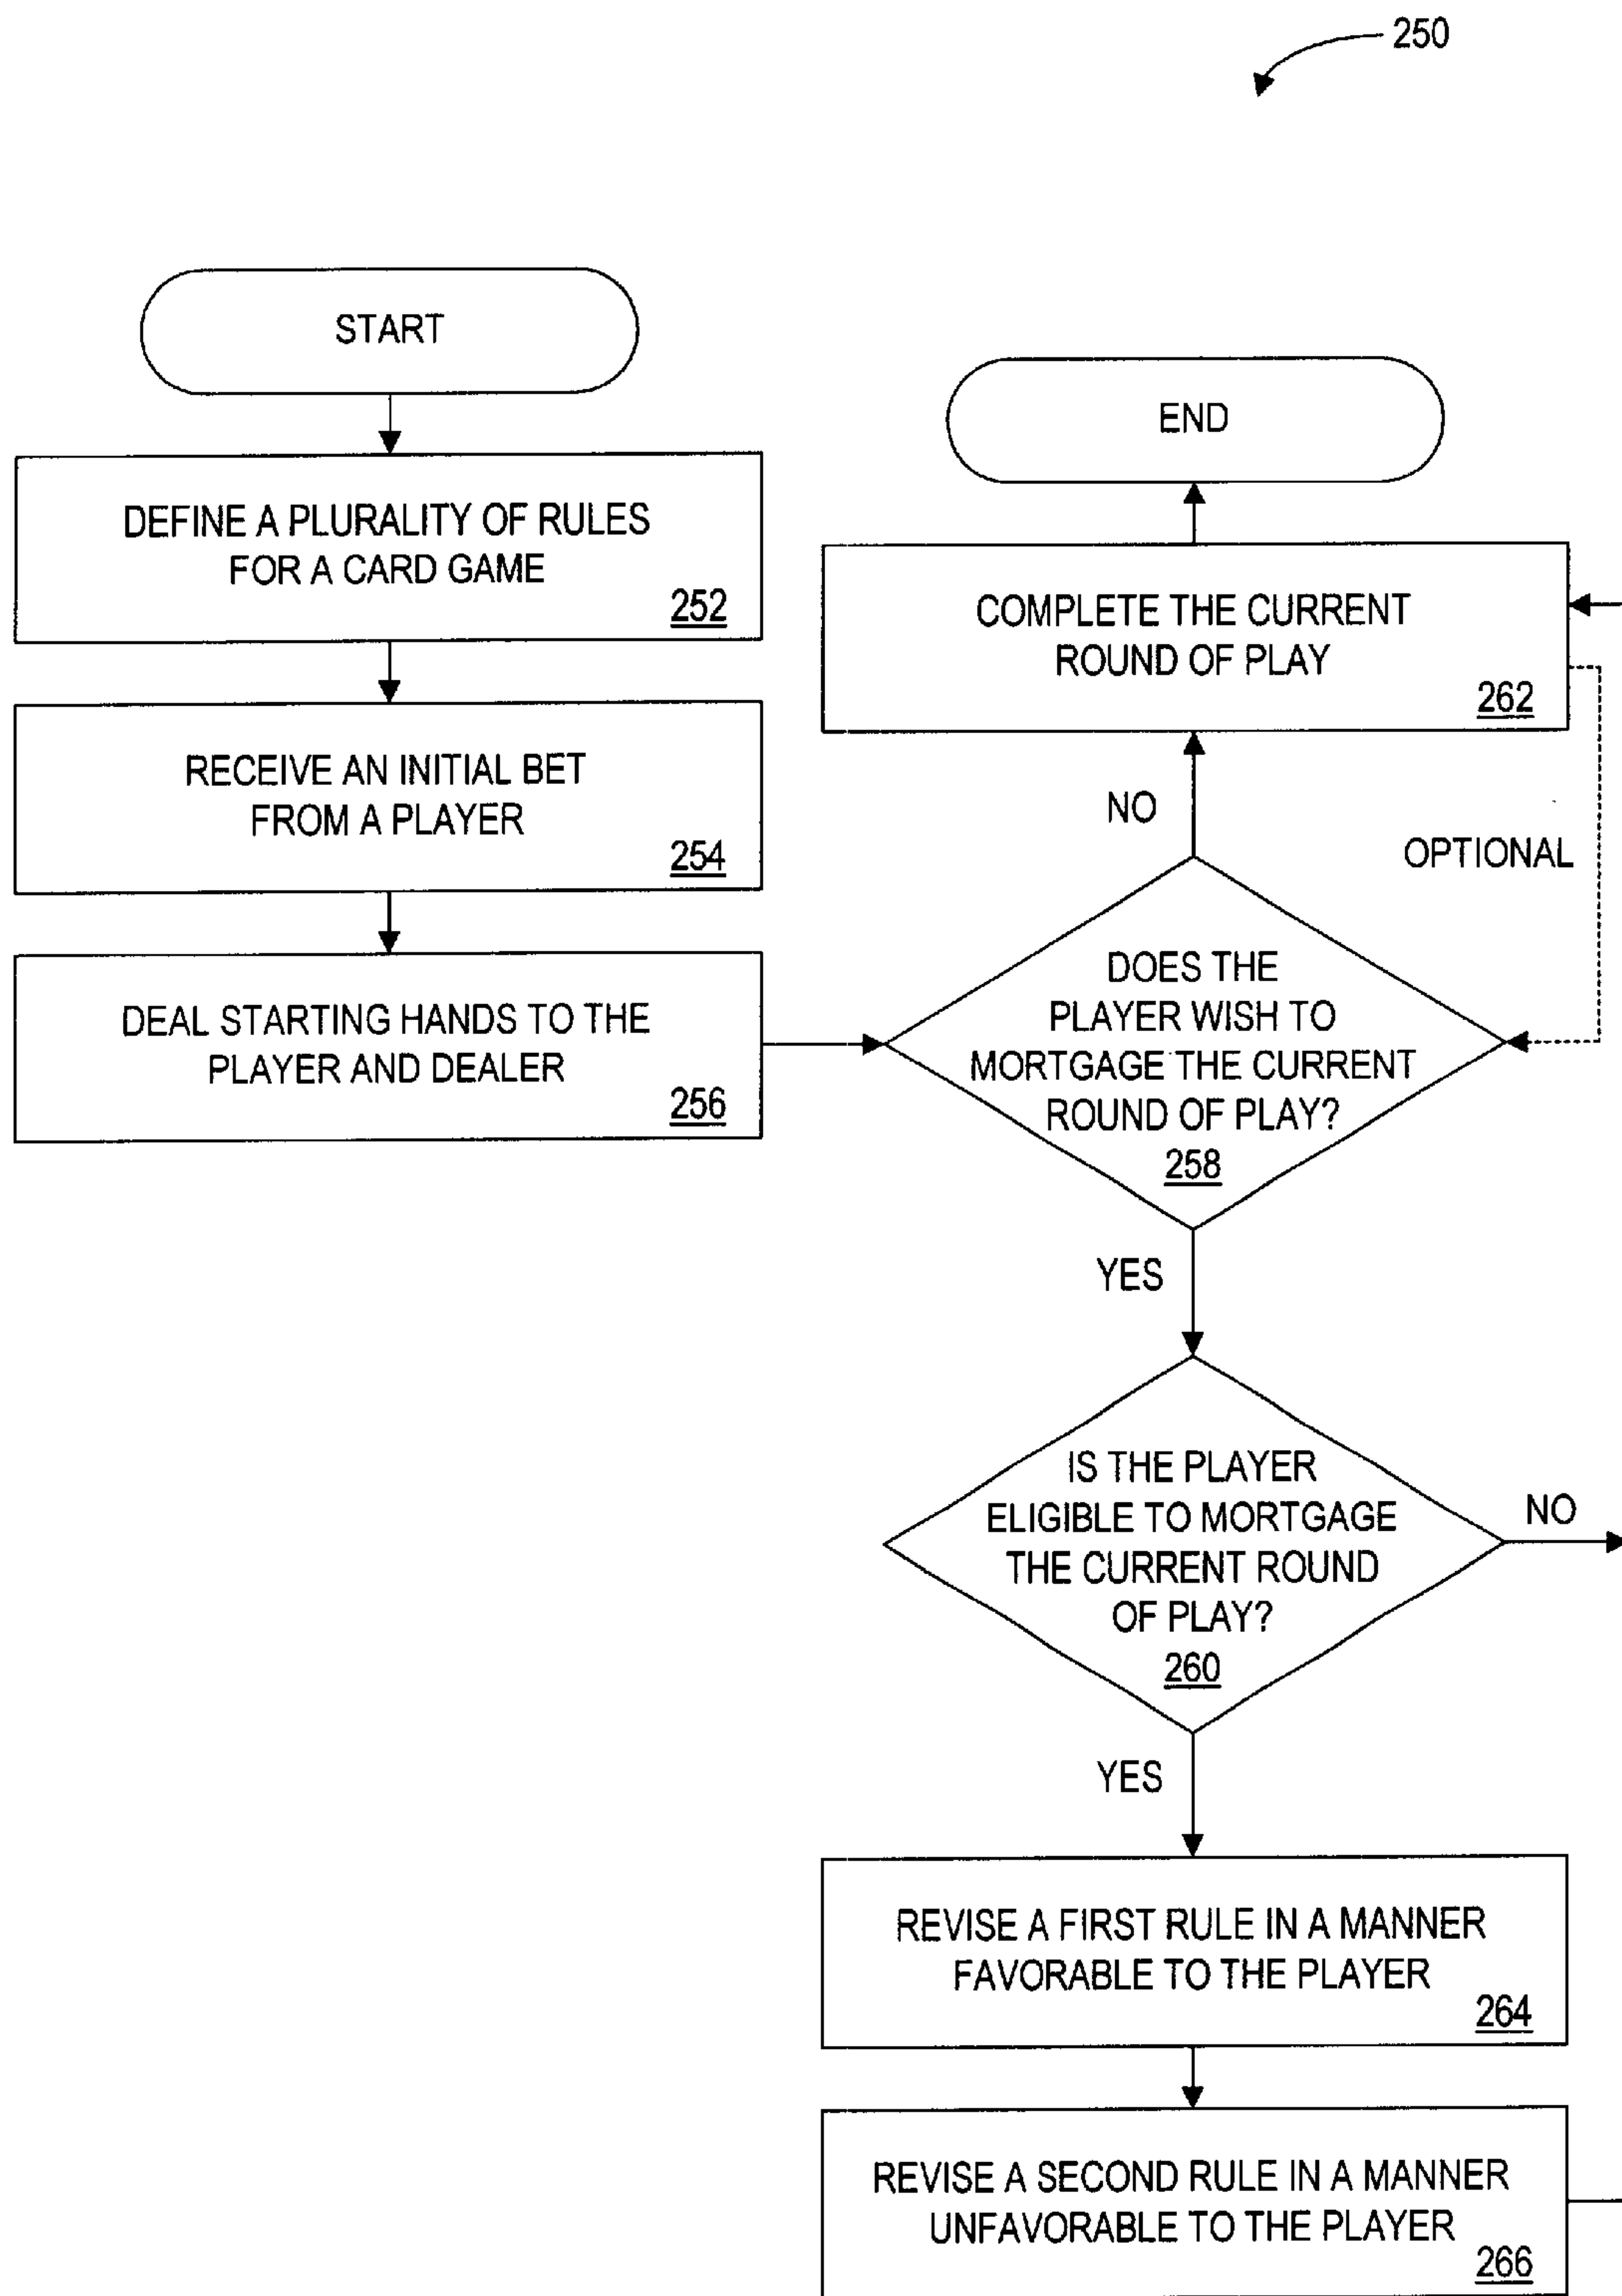 250
START
DEFINE A PLURALITY OF RULES
FOR A CARD GAME
252
RECEIVE AN INITIAL BET
FROM A PLAYER
254
DEAL STARTING HANDS TO THE
PLAYER AND DEALER
256
END
COMPLETE THE CURRENT
ROUND OF PLAY
262
NO
OPTIONAL
DOES THE
PLAYER WISH TO
MORTGAGE THE CURRENT
ROUND OF PLAY?
258
YES
IS THE PLAYER
ELIGIBLE TO MORTGAGE
THE CURRENT ROUND
OF PLAY?
260
NO
YES
REVISE A FIRST RULE IN A MANNER
FAVORABLE TO THE PLAYER
264
REVISE A SECOND RULE IN A MANNER
UNFAVORABLE TO THE PLAYER
266